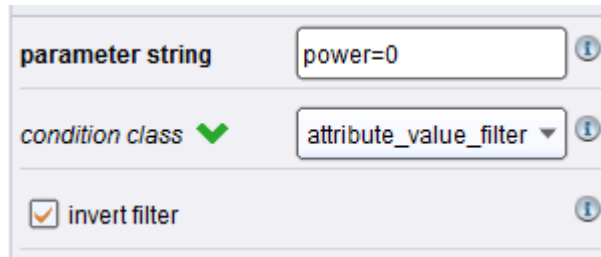 parameter string power=0
condition class attribute_value_filter
invert filter